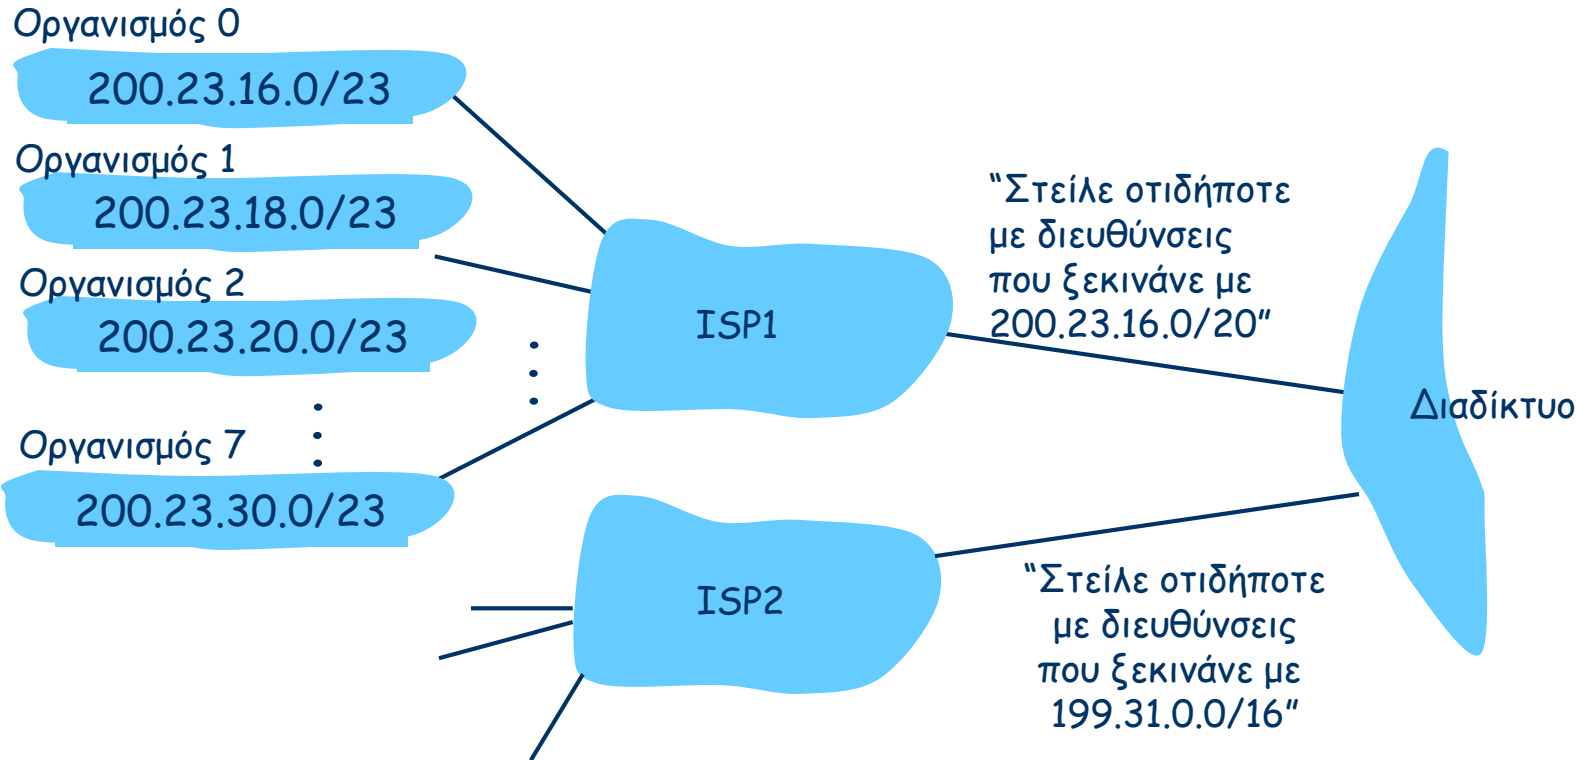 Οργανισμός 0
200.23.16.0/23
Οργανισμός 1
200.23.18.0/23
Οργανισμός 2
200.23.20.0/23
Οργανισμός 7
200.23.30.0/23
ISP1
“Στείλε οτιδήποτε
με διευθύνσεις
που ξεκινάνε με
200.23.16.0/20”
Διαδίκτυο
ISP2
“Στείλε οτιδήποτε
με διευθύνσεις
που ξεκινάνε με
199.31.0.0/16”